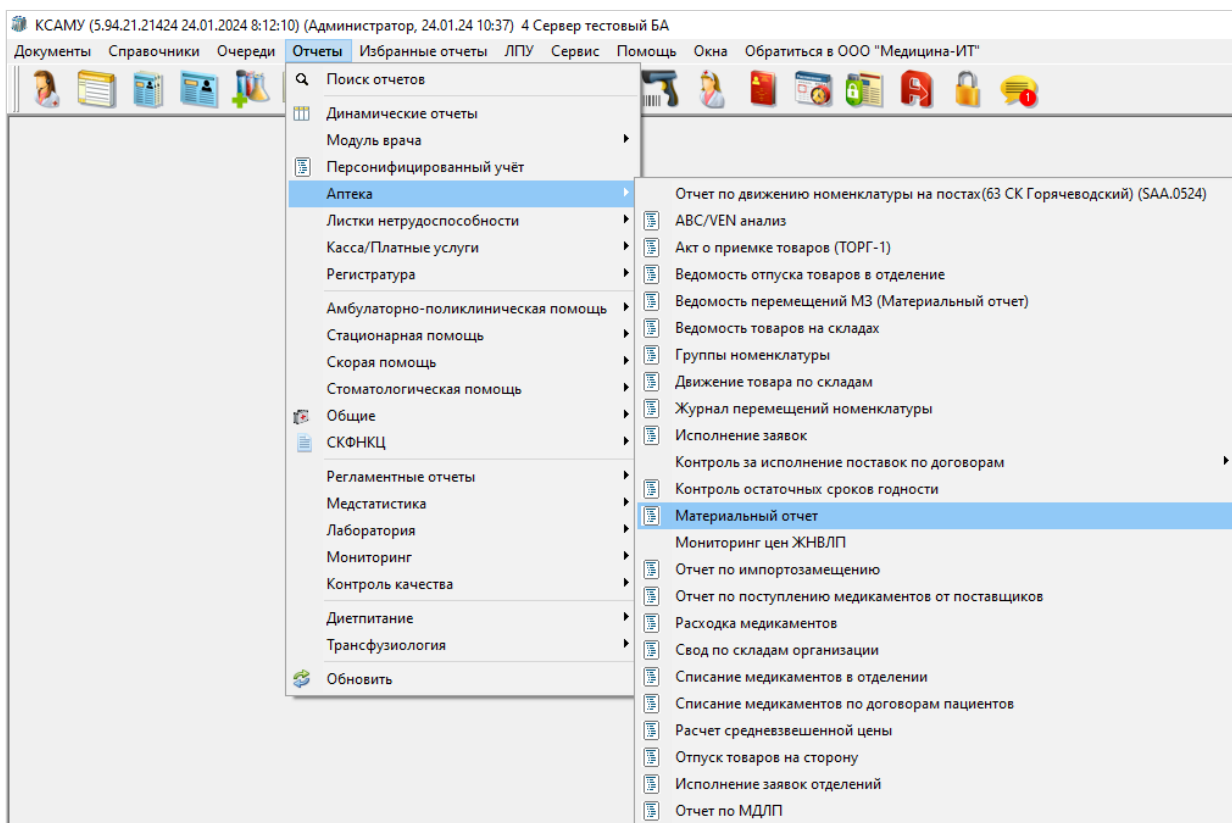 КСАМУ (5.94.21.21424 24.01.2024 8:12:10) (Администратор, 24.01.24 10:37) 4 Сервер тестовый БА
Документы Справочники Очереди Отчеты Избранные отчеты ЛПУ Сервис Помощь Окна Обратиться в ООО "Медицина-ИТ"
1
Поиск отчетов
Динамические отчеты
Модуль врача
Персонифицированный учёт
Аптека
Листки нетрудоспособности
Касса/Платные услуги
Регистратура
Амбулаторно-поликлиническая помощь
Стационарная помощь
Скорая помощь
Стоматологическая помощь
Общие
СКФНКЦ
Регламентные отчеты
Медстатистика
Лаборатория
Мониторинг
Контроль качества
Диетпитание
Трансфузиология
Обновить
Отчет по движению номенклатуры на постах(63 СК Горячеводский) (SAA.0524)
ABC/VEN анализ
Акт о приемке товаров (ТОРГ-1)
Ведомость отпуска товаров в отделение
Ведомость перемещений МЗ (Материальный отчет)
Ведомость товаров на складах
Группы номенклатуры
Движение товара по складам
Журнал перемещений номенклатуры
Исполнение заявок
Контроль за исполнение поставок по договорам
Контроль остаточных сроков годности
Материальный отчет
Мониторинг цен ЖНВЛП
Отчет по импортозамещению
Отчет по поступлению медикаментов от поставщиков
Расходка медикаментов
Свод по складам организации
Списание медикаментов в отделении
Списание медикаментов по договорам пациентов
Расчет средневзвешенной цены
Отпуск товаров на сторону
Исполнение заявок отделений
Отчет по МДЛП